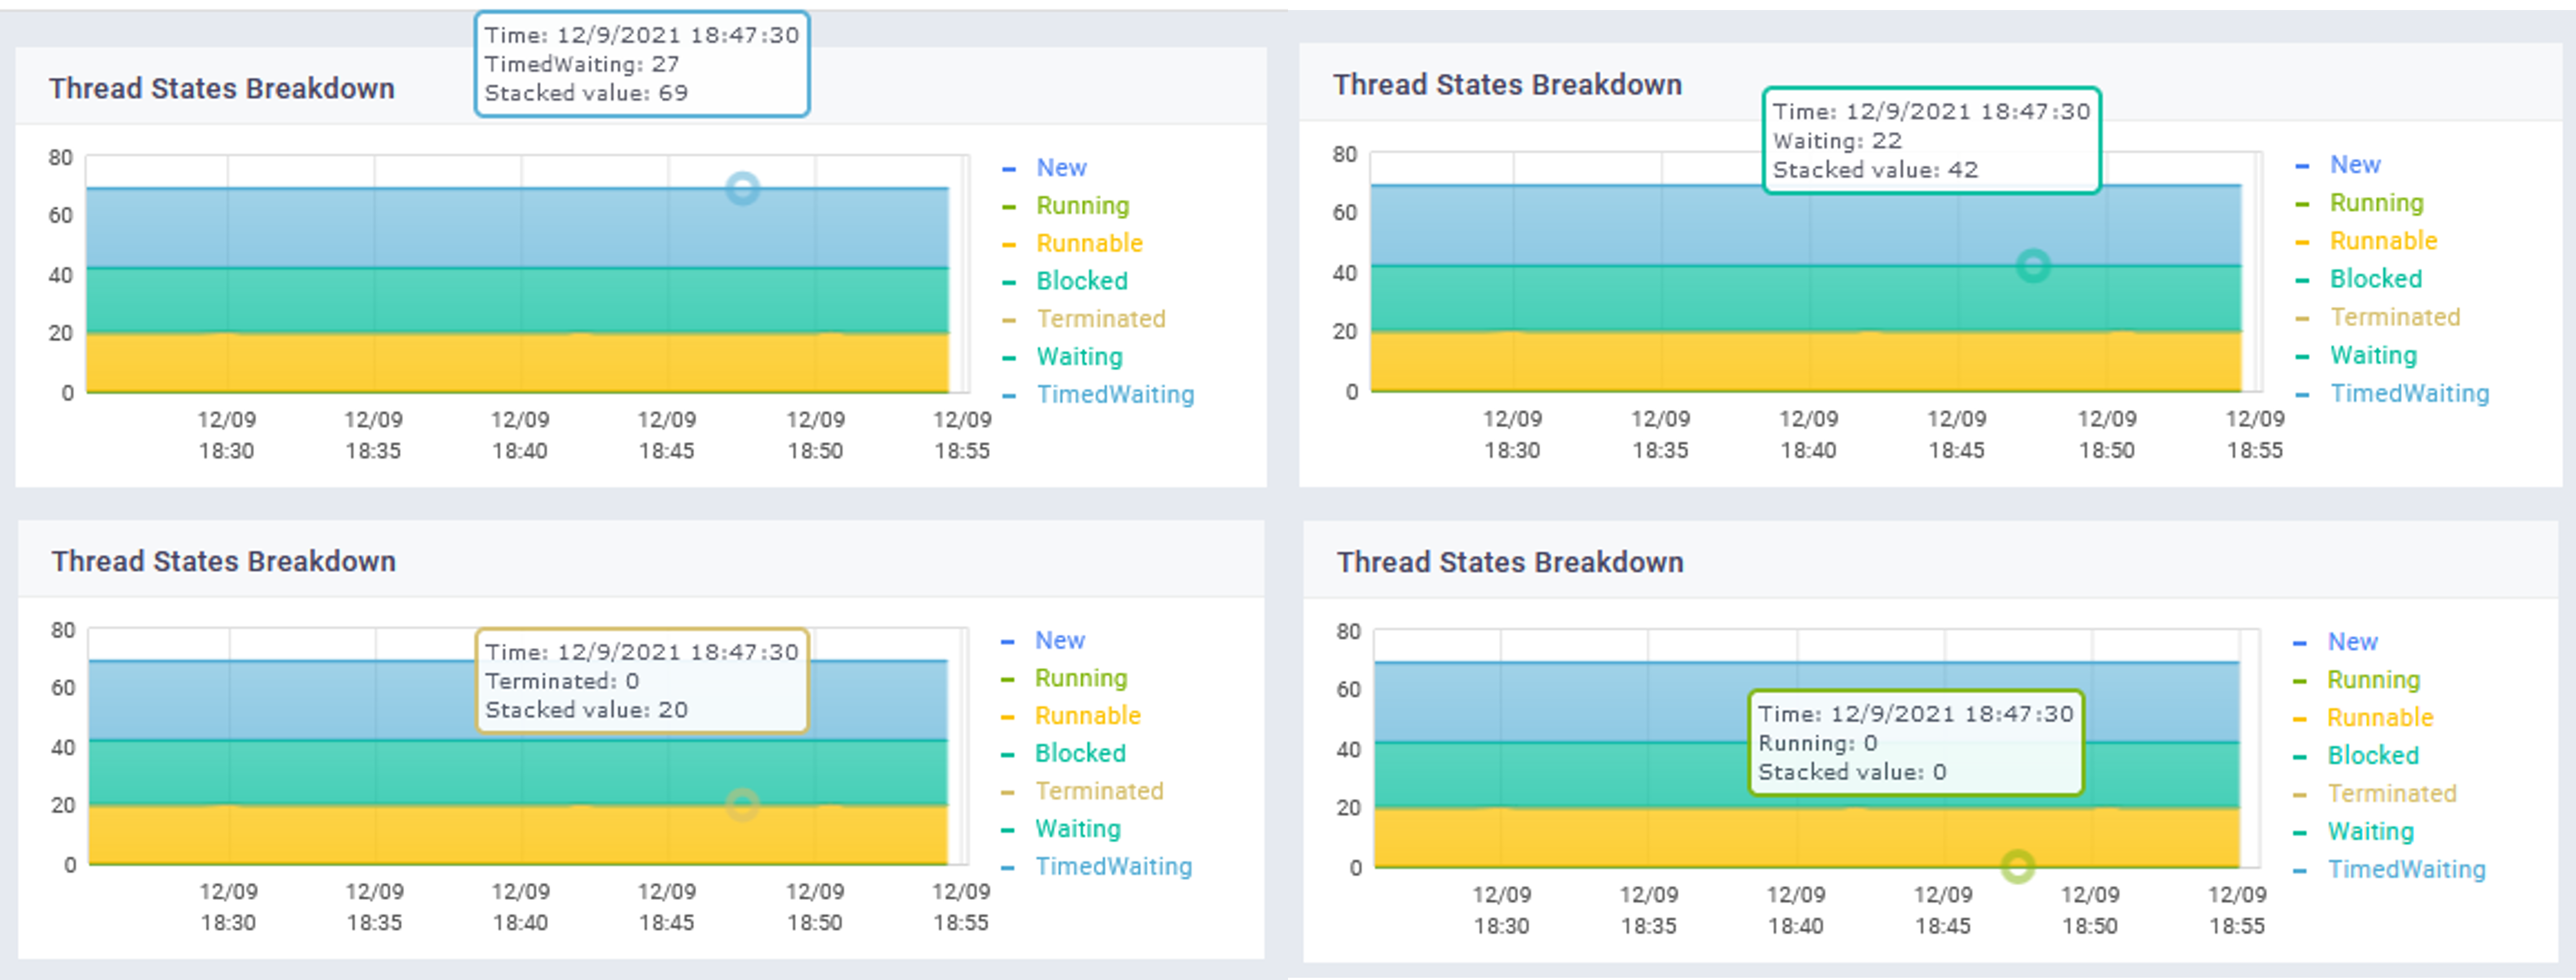 Time: 12/9/2021 18:47:30
TimedWaiting: 27
Stacked value: 69
Thread States Breakdown
80
60
40
20
0
12/09
18:30
12/09
18:35
12/09
18:40
12/09
18:45
12/09
18:50
12/09
18:55
New
Running
Runnable
Blocked
Terminated
Waiting
TimedWaiting
Thread States Breakdown
Time: 12/9/2021 18:47:30
Waiting: 22
Stacked value: 42
80
60
40
20
0
12/09
18:30
12/09
18:35
12/09
18:40
12/09
18:45
12/09
18:50
12/09
18:55
New
Running
Runnable
Blocked
Terminated
Waiting
TimedWaiting
Thread States Breakdown
Time: 12/9/2021 18:47:30
Terminated: 0
Stacked value: 20
80
60
40
20
0
12/09
18:30
12/09
18:35
12/09
18:40
12/09
18:45
12/09
18:50
12/09
18:55
New
Running
Runnable
Blocked
Terminated
Waiting
TimedWaiting
Thread States Breakdown
Time: 12/9/2021 18:47:30
Running: 0
Stacked value: 0
80
60
40
20
0
12/09
18:30
12/09
18:35
12/09
18:40
12/09
18:45
12/09
18:50
12/09
18:55
New
Running
Runnable
Blocked
Terminated
Waiting
TimedWaiting